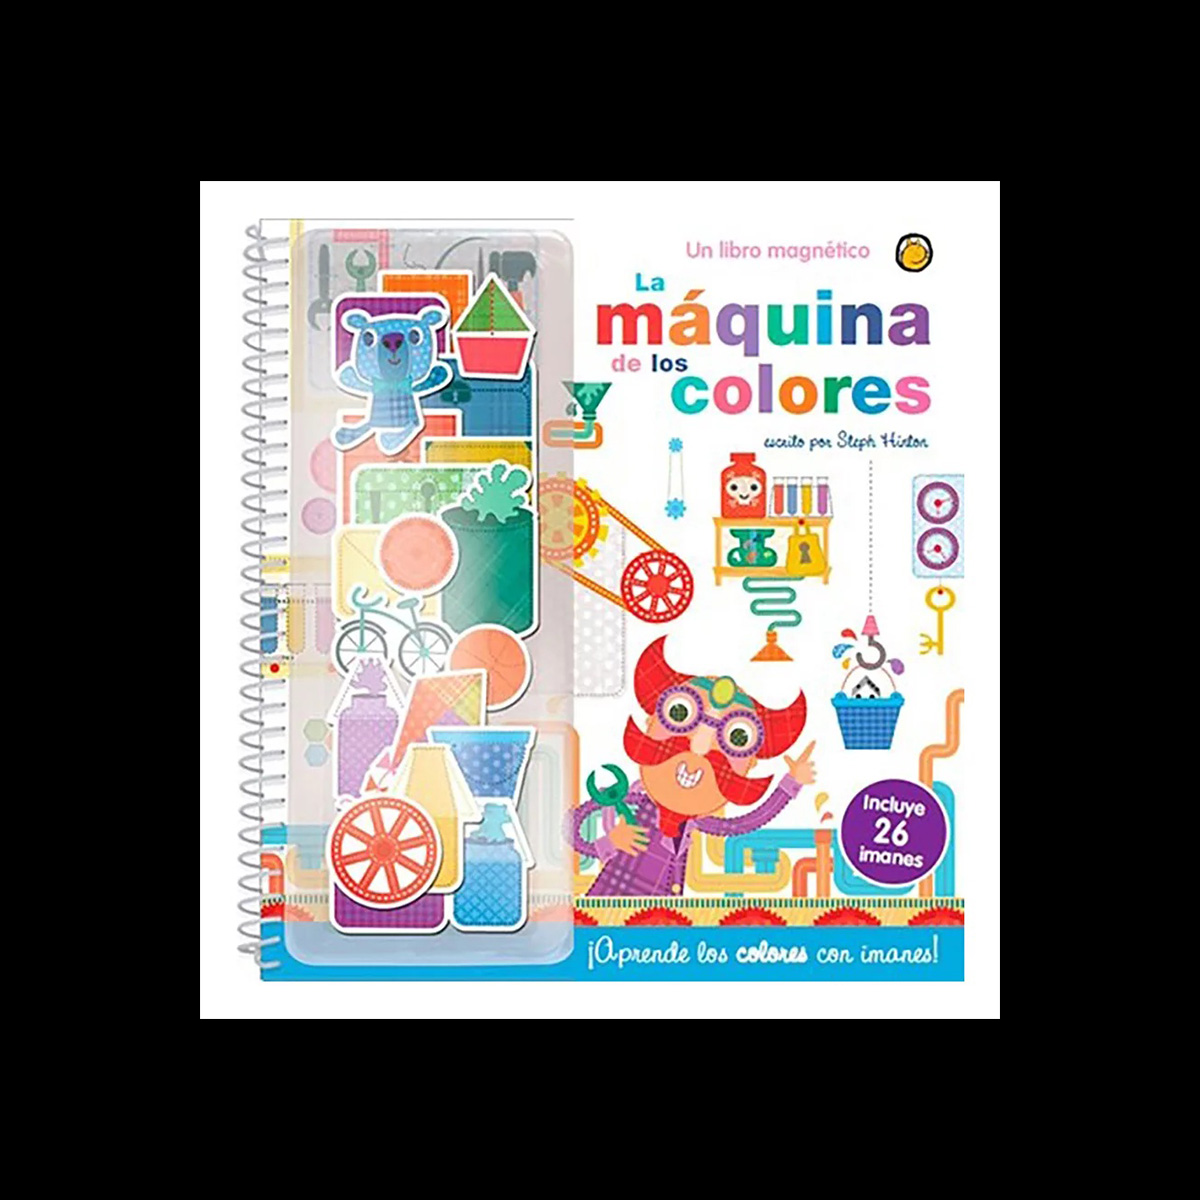 Un libro magnético
La
máquina
de los
colores
escrito por Steph Hinton
Incluye
26
imanes
¡Aprende los colores con imanes!